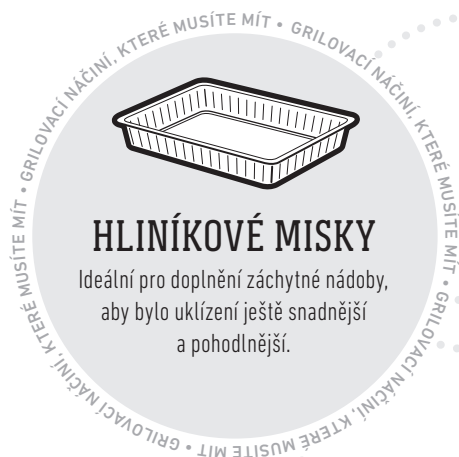 GRILOVACÍ NÁČINÍ, KTERÉ MUSÍTE MÍT • GRILOVACÍ NÁČINÍ, KTERÉ MUSÍTE MÍT • GRILOVACÍ NÁČINÍ, KTERÉ MUSÍTE MÍT • GRILOVACÍ NÁČINÍ, KTERÉ MUSÍTE MÍT •
HLINÍKOVÉ MISKY
Ideální pro doplnění záchytné nádoby,
aby bylo uklízení ještě snadnější
a pohodlnější.